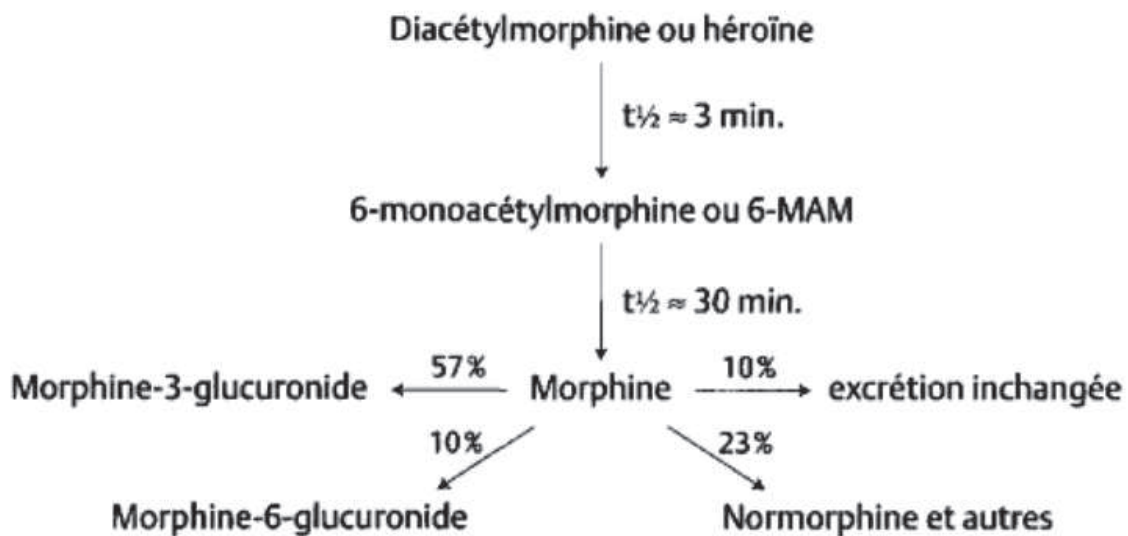 Diacétylmorphine ou héroïne
t½ ≈ 3 min.
6-monoacétylmorphine ou 6-MAM
t½ ≈ 30 min.
57%
10%
Morphine-3-glucuronide
Morphine
excrétion inchangée
10%
23%
Morphine-6-glucuronide
Normorphine et autres